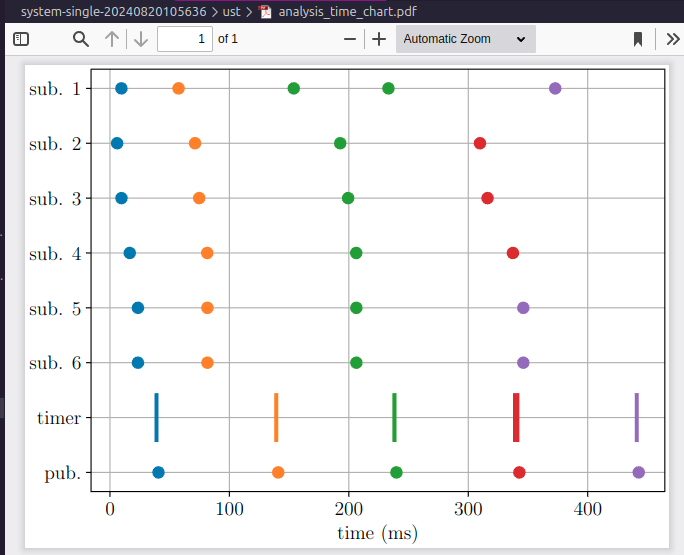 system-single-20240820105636 > ust > analysis_time_chart.pdf
1 of 1
Automatic Zoom
sub. 1
sub. 2
sub. 3
sub. 4
sub. 5
sub. 6
timer
pub.
0 100 200 300 400
time (ms)